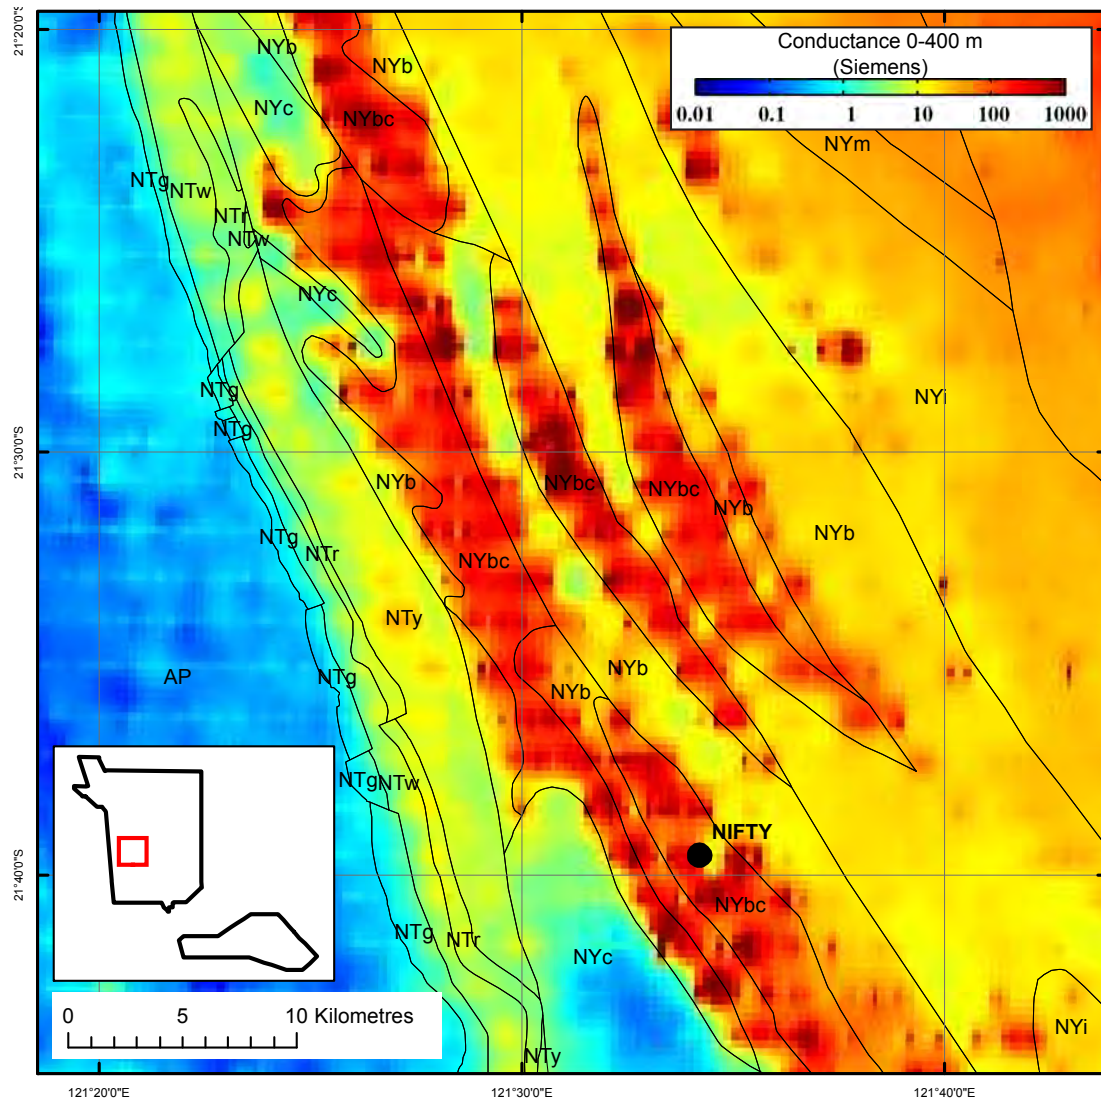 Conductance 0-400 m
(Siemens)
0.01 0.1 1 10 100 1000
21°20'0"S
21°30'0"S
21°40'0"S
NYb
NYb
NYc
NYbc
NYm
NTg
NTw
NTr
NTw
NYc
NTg
NYi
NTg
NYb
NYbc
NYbc
NYb
NYb
NTg
NTr
NYbc
NTy
NYb
AP
NTg
NYb
NTg
NTw
NIFTY
NYbc
NTg
NTr
NYc
NYi
NTy
0 5 10 Kilometres
121°20'0"E 121°30'0"E 121°40'0"E